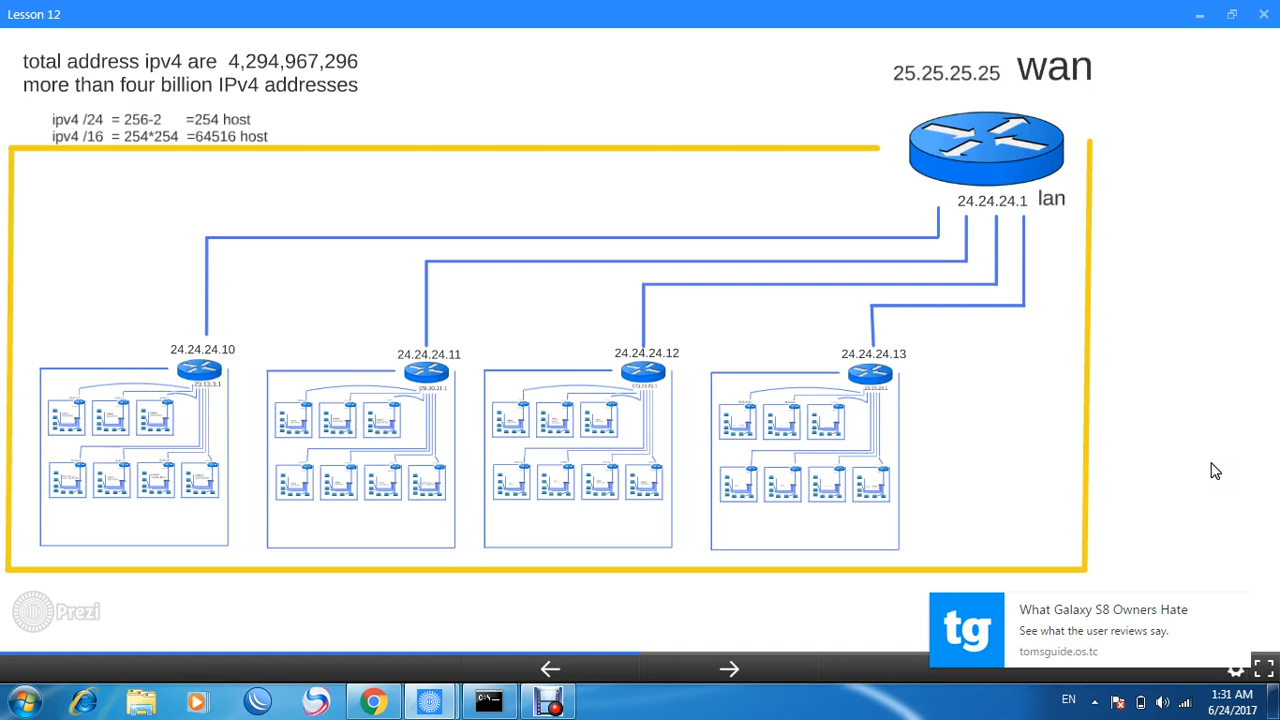 Lesson 12
total address ipv4 are 4,294,967,296
more than four billion IPv4 addresses
ipv4 /24 = 256-2 =254 host
ipv4 /16 = 254*254 =64516 host
25.25.25.25 wan
24.24.24.1 lan
24.24.24.10
24.24.24.11
24.24.24.12
24.24.24.13
Prezi
tg
What Galaxy S8 Owners Hate
See what the user reviews say.
tomsguide.os.tc
C:\
EN
1:31 AM
6/24/2017